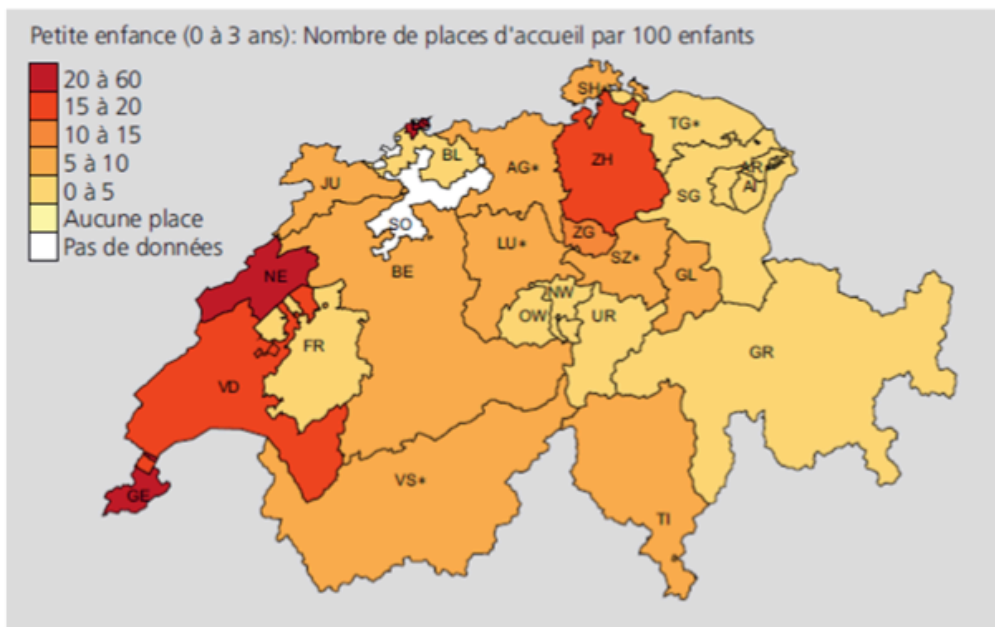 Petite enfance (0 à 3 ans): Nombre de places d'accueil par 100 enfants
20 à 60
15 à 20
10 à 15
5 à 10
0 à 5
Aucune place
Pas de données
SH
TG*
BL
AG*
ZH
AR
JU
AI
SG
SO
ZG
LU*
SZ*
BE
NE
GL
NW
OW
UR
FR
GR
VD
VS*
GE
TI